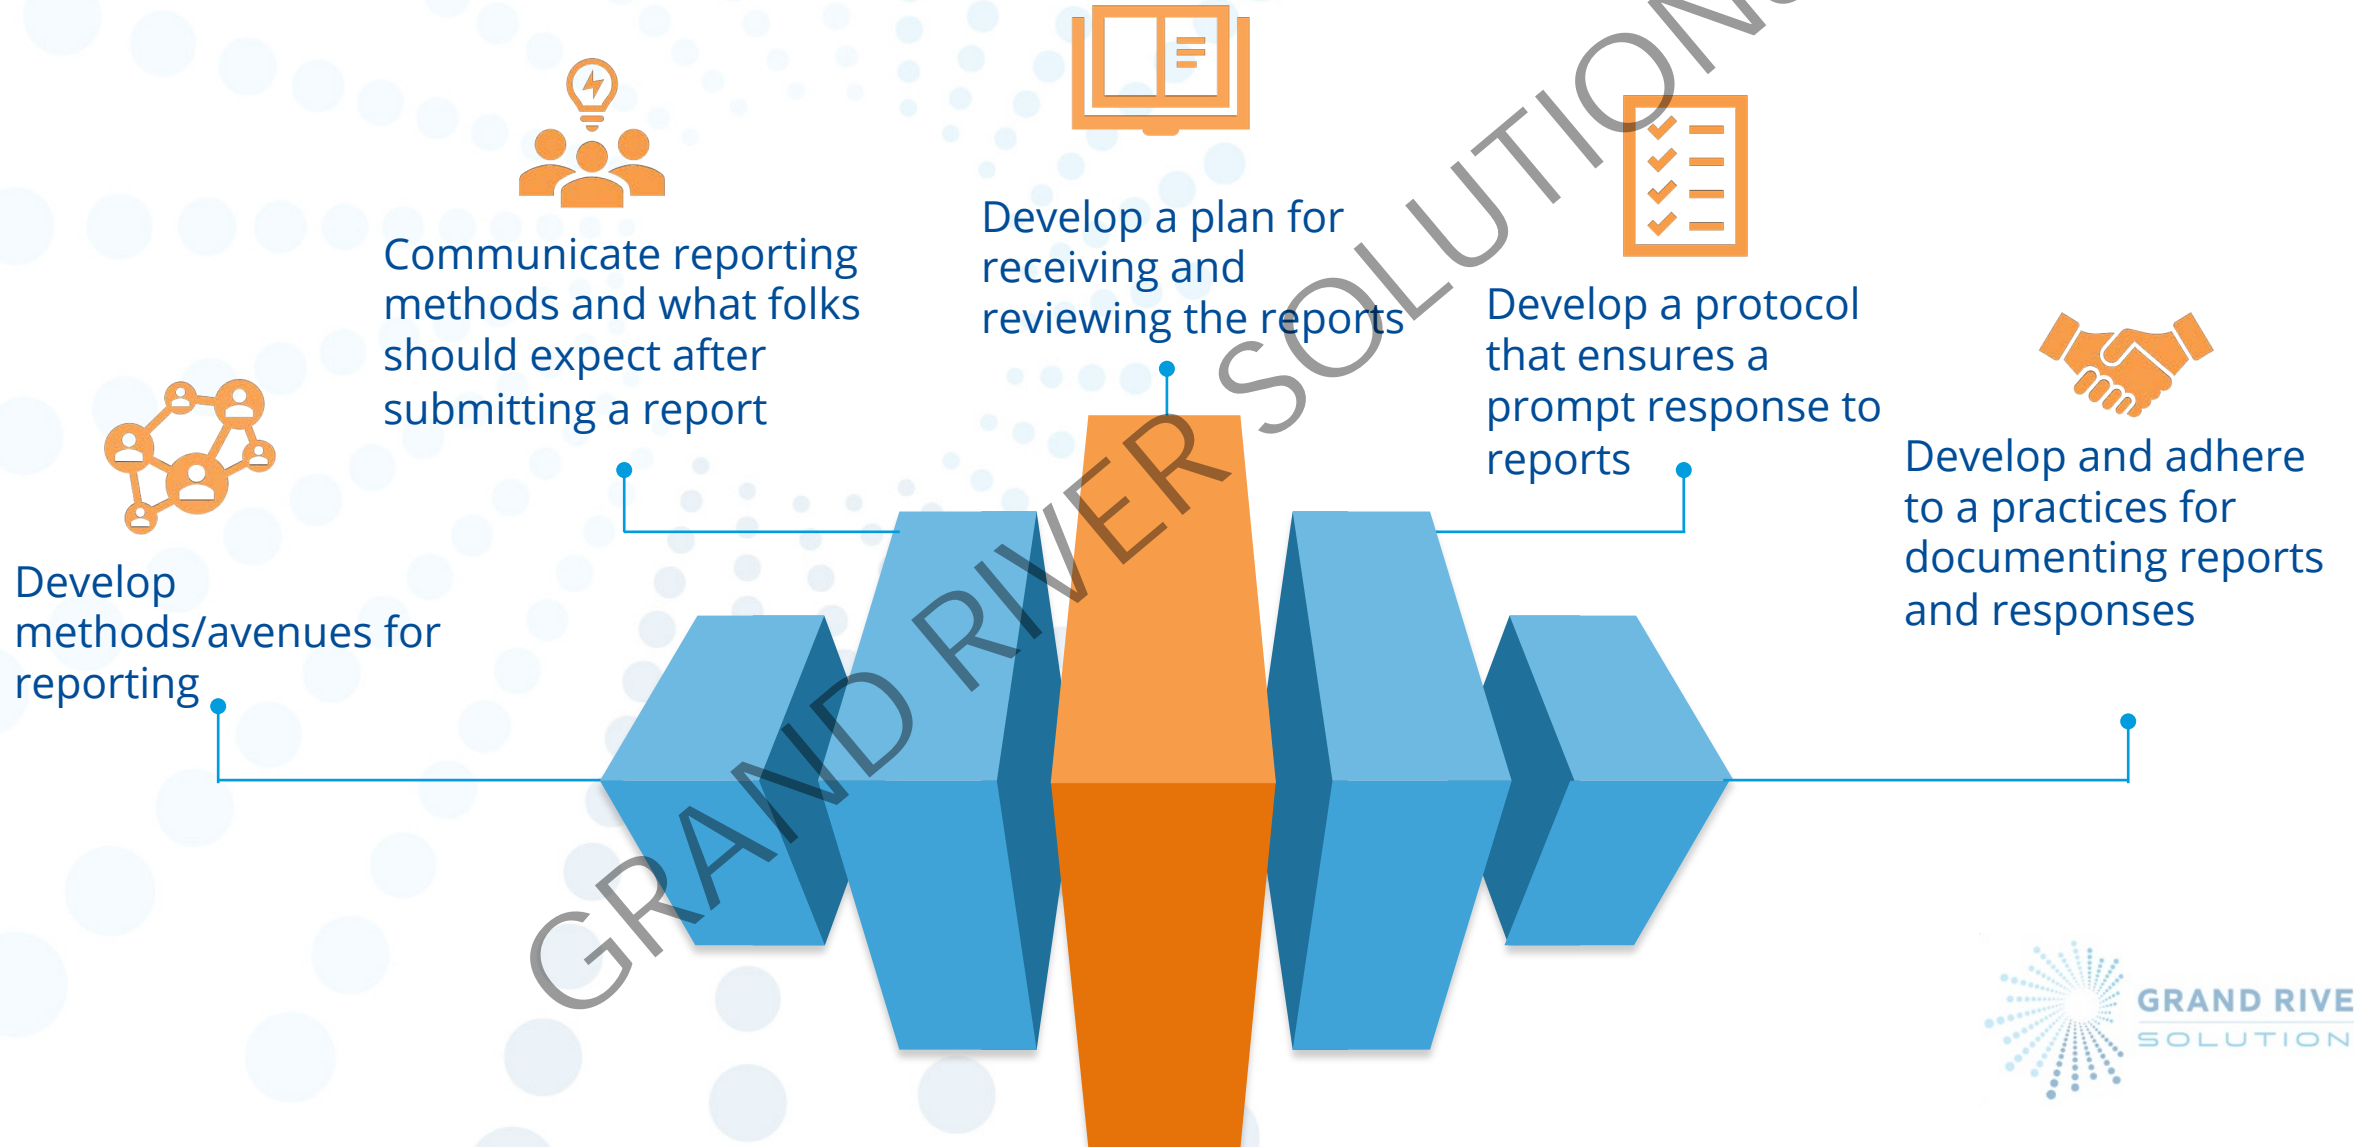 Develop
methods/avenues for
reporting
Communicate reporting
methods and what folks
should expect after
submitting a report
Develop a plan for
receiving and
reviewing the reports
Develop a protocol
that ensures a
prompt response to
reports
Develop and adhere
to a practices for
documenting reports
and responses
GRAND RIVER SOLUTIONS
GRAND RIVE
SOLUTION